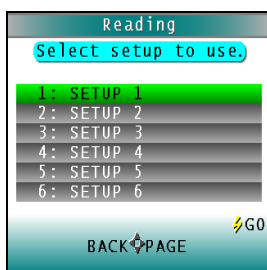 Reading
Select setup to use.
1: SETUP 1
2: SETUP 2
3: SETUP 3
4: SETUP 4
5: SETUP 5
6: SETUP 6
GO
BACK PAGE